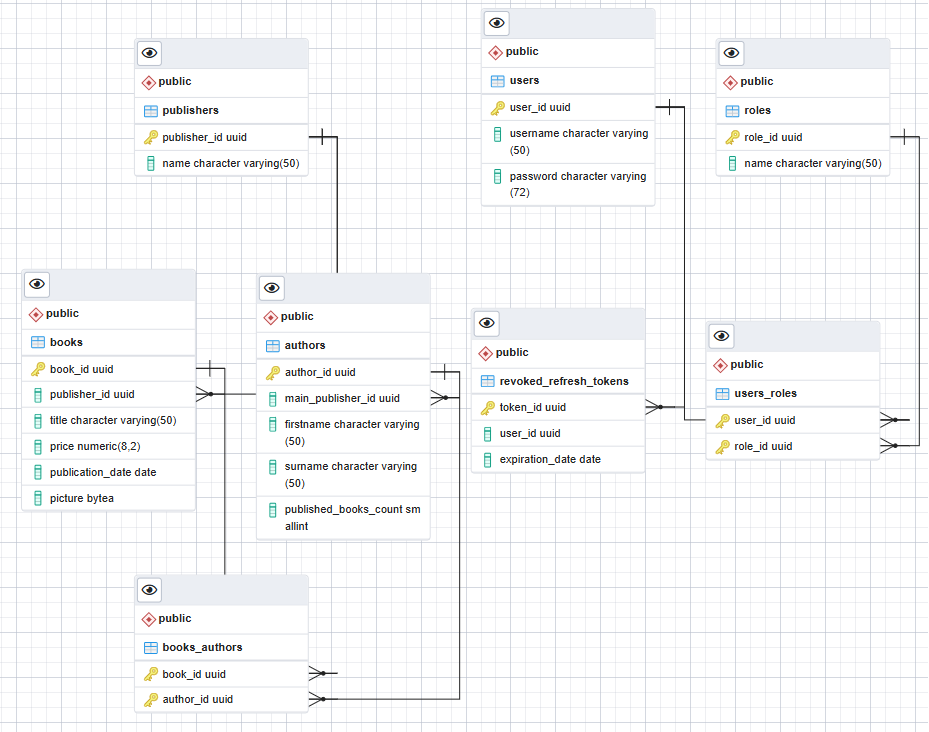 public
publishers
publisher_id uuid
name character varying(50)
public
users
user_id uuid
username character varying
(50)
password character varying
(72)
public
roles
role_id uuid
name character varying(50)
public
books
book_id uuid
publisher_id uuid
title character varying(50)
price numeric(8,2)
publication_date date
picture bytea
public
authors
author_id uuid
main_publisher_id uuid
firstname character varying
(50)
surname character varying
(50)
published_books_count sm
allint
public
revoked_refresh_tokens
token_id uuid
user_id uuid
expiration_date date
public
users_roles
user_id uuid
role_id uuid
public
books_authors
book_id uuid
author_id uuid